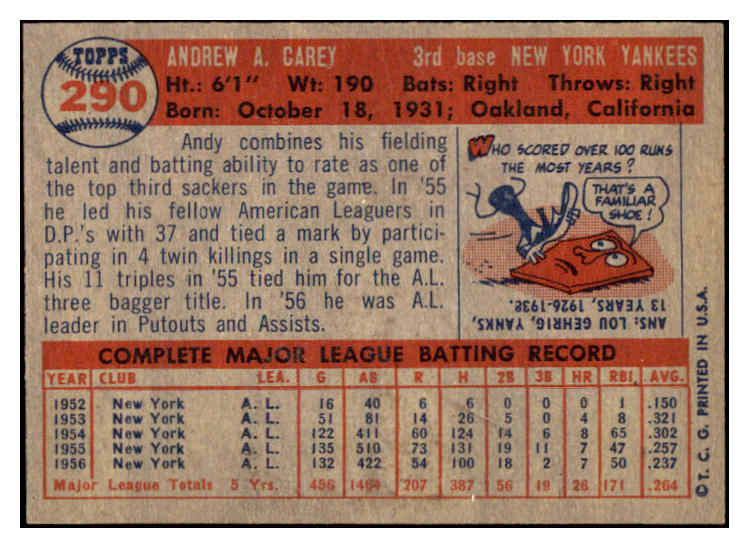 TOPPS
290
ANDREW A. CAREY 3rd base NEW YORK YANKEES
Ht.: 6'1" Wt: 190 Bats: Right Throws: Right
Born: October 18, 1931; Oakland, California
Andy combines his fielding
talent and batting ability to rate as one of
the top third sackers in the game. In '55
he led his fellow American Leaguers in
D.P.'s with 37 and tied a mark by partici-
pating in 4 twin killings in a single game.
His 11 triples in '55 tied him for the A.L.
three bagger title. In '56 he was A.L.
leader in Putouts and Assists.
WHO SCORED OVER 100 RUNS
THE MOST YEARS?
THAT'S A
FAMILIAR
SHOE!
ANS: LOU GEHRIG, YANKS,
13 YEARS, 1926-1938.
COMPLETE MAJOR LEAGUE BATTING RECORD
YEAR CLUB LEA. G AB R H 2B 3B HR RBI AVG.
1952 New York A. L. 16 40 6 6 0 0 0 1 .150
1953 New York A. L. 51 81 14 26 5 0 4 8 .321
1954 New York A. L. 122 411 60 124 14 6 8 65 .302
1955 New York A. L. 135 510 73 131 19 11 7 47 .257
1956 New York A. L. 132 422 54 100 18 2 7 50 .237
Major League Totals 5 Yrs. 456 1464 207 387 56 19 26 171 .264
©T. C. G. PRINTED IN U.S.A.